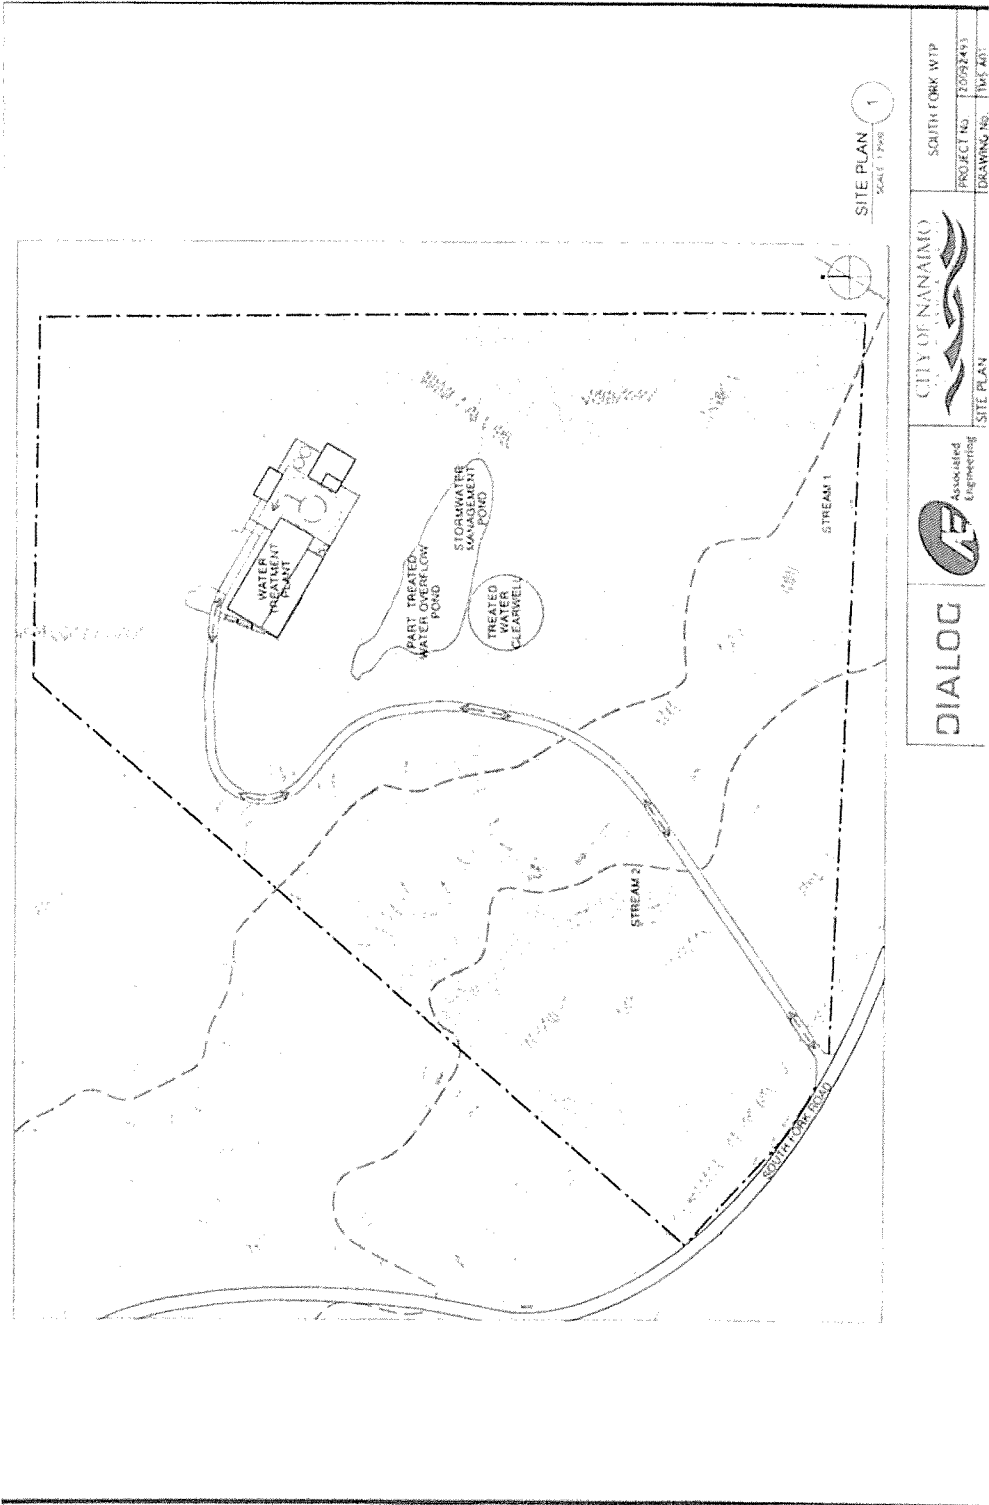 WATER
TREATMENT
PLANT
PART TREATED
WATER OVERFLOW
POND
STORMWATER
MANAGEMENT
POND
TREATED
WATER
CLEARWELL
STREAM 1
STREAM 2
SOUTH FORK ROAD
SITE PLAN
1
DIALOG
AE
Associated
Engineering
CITY OF NANAIMO
SITE PLAN
SOUTH FORK WTP
PROJECT No. 20092493
DRAWING No.